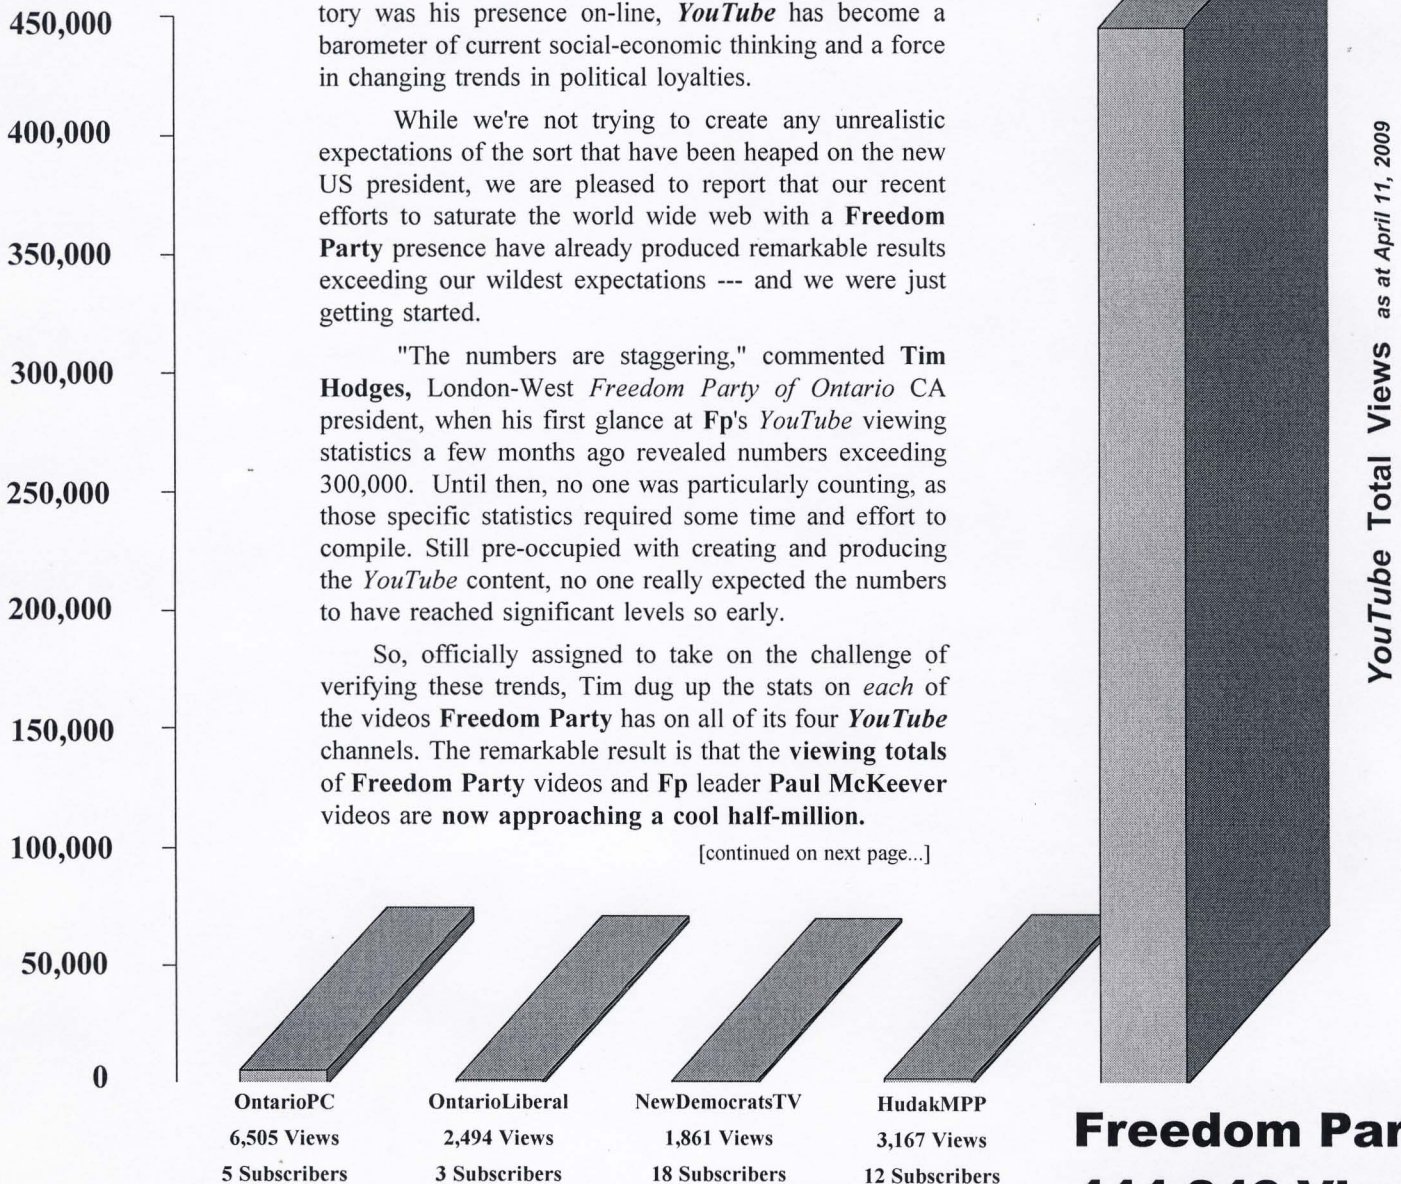 450,000
400,000
350,000
300,000
250,000
200,000
150,000
100,000
50,000
0
tory was his presence on-line, YouTube has become a
barometer of current social-economic thinking and a force
in changing trends in political loyalties.
While we're not trying to create any unrealistic
expectations of the sort that have been heaped on the new
US president, we are pleased to report that our recent
efforts to saturate the world wide web with a Freedom
Party presence have already produced remarkable results
exceeding our wildest expectations --- and we were just
getting started.
"The numbers are staggering," commented Tim
Hodges, London-West Freedom Party of Ontario CA
president, when his first glance at Fp's YouTube viewing
statistics a few months ago revealed numbers exceeding
300,000. Until then, no one was particularly counting, as
those specific statistics required some time and effort to
compile. Still pre-occupied with creating and producing
the YouTube content, no one really expected the numbers
to have reached significant levels so early.
So, officially assigned to take on the challenge of
verifying these trends, Tim dug up the stats on each of
the videos Freedom Party has on all of its four YouTube
channels. The remarkable result is that the viewing totals
of Freedom Party videos and Fp leader Paul McKeever
videos are now approaching a cool half-million.
[continued on next page...]
YouTube Total Views as at April 11, 2009
OntarioPC
6,505 Views
5 Subscribers
OntarioLiberal
2,494 Views
3 Subscribers
NewDemocratsTV
1,861 Views
18 Subscribers
HudakMPP
3,167 Views
12 Subscribers
Freedom Par